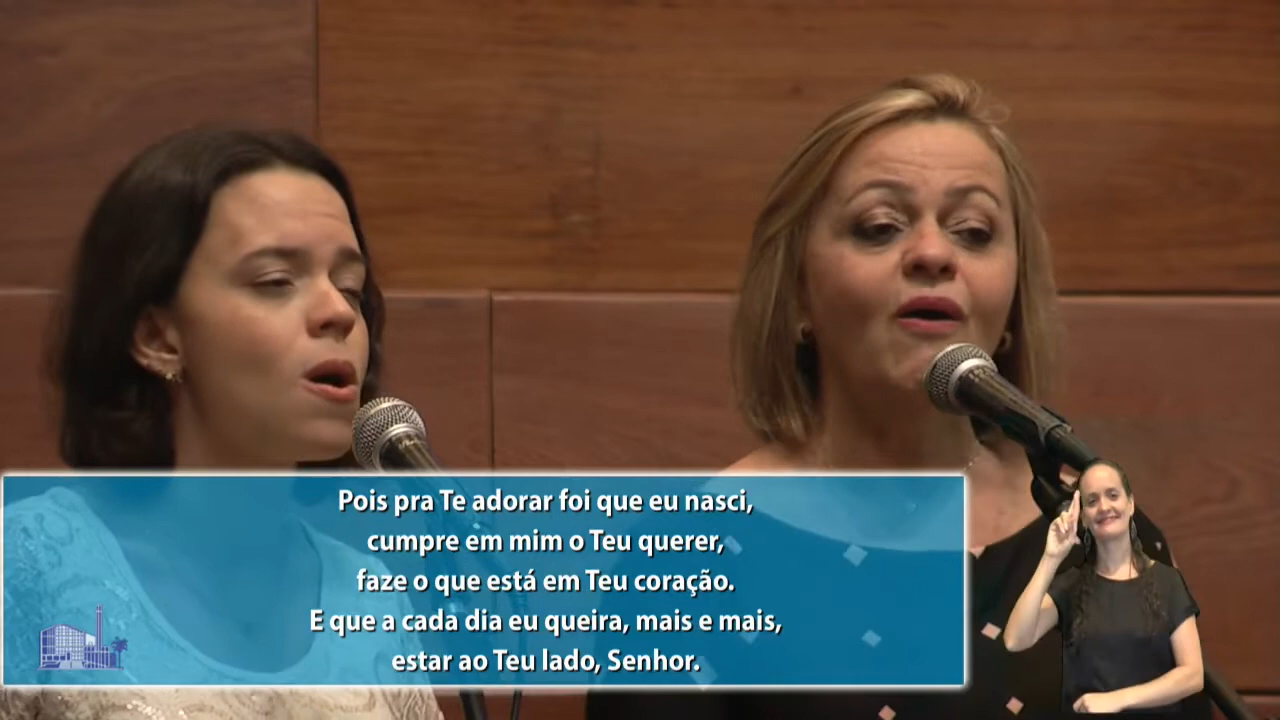 Pois pra Te adorar foi que eu nasci,
cumpre em mim o Teu querer,
faze o que está em Teu coração.
E que a cada dia eu queira, mais e mais,
estar ao Teu lado, Senhor.